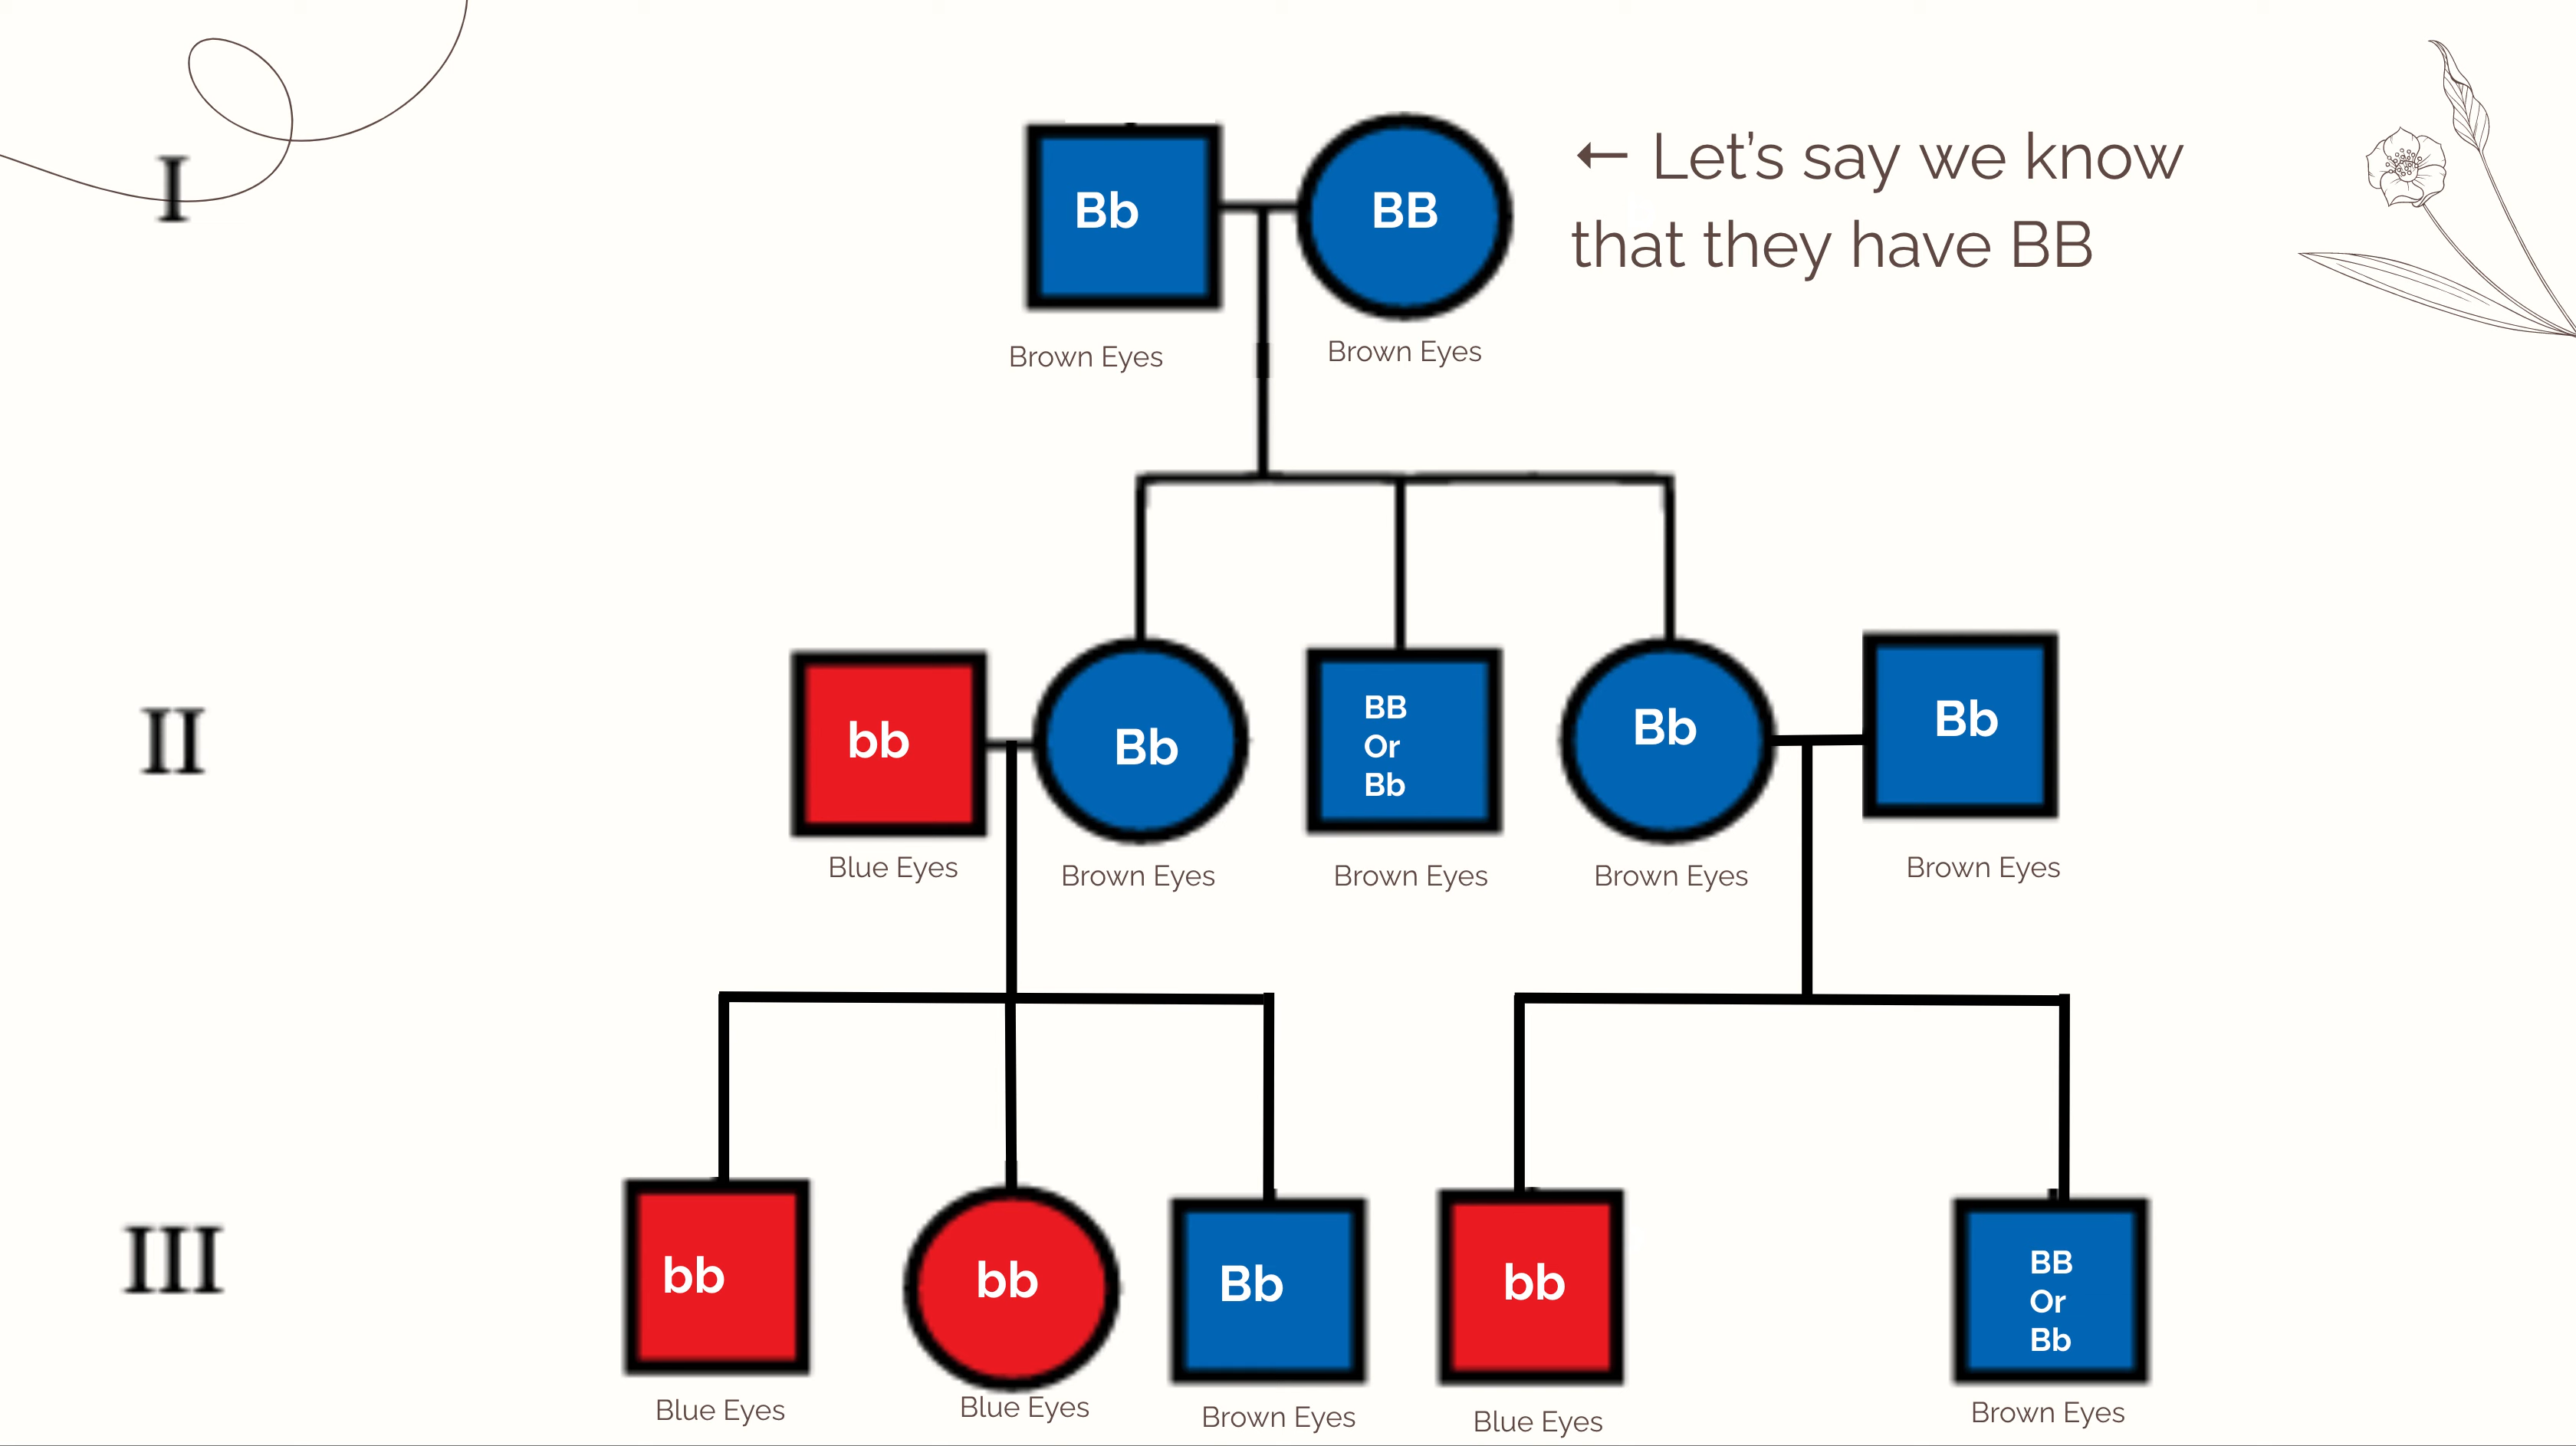 I
Bb
BB
← Let's say we know
that they have BB
Brown Eyes
Brown Eyes
II
bb
Bb
BB
Or
Bb
Bb
Bb
Blue Eyes
Brown Eyes
Brown Eyes
Brown Eyes
Brown Eyes
III
bb
bb
Bb
bb
BB
Or
Bb
Blue Eyes
Blue Eyes
Brown Eyes
Blue Eyes
Brown Eyes